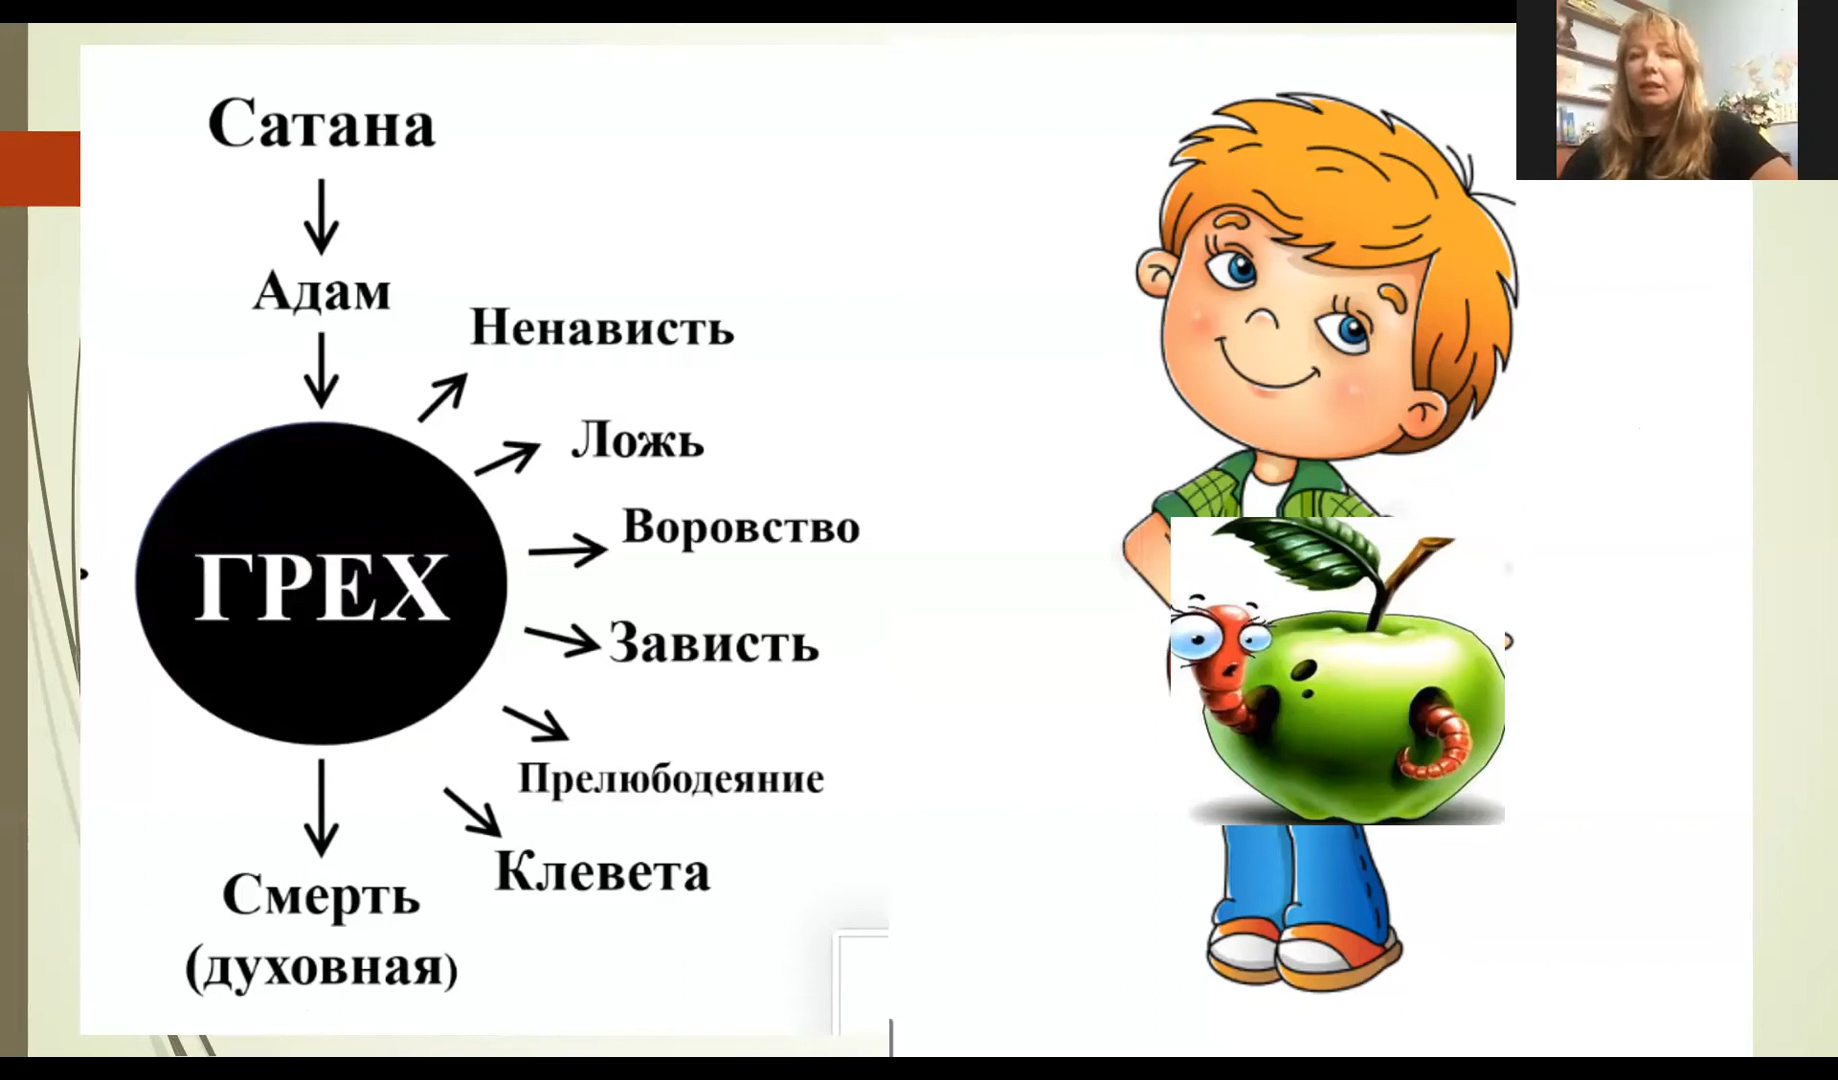 Сатана
Адам
Ненависть
Ложь
Воровство
ГРЕХ
Зависть
Прелюбодеяние
Клевета
Смерть
(духовная)